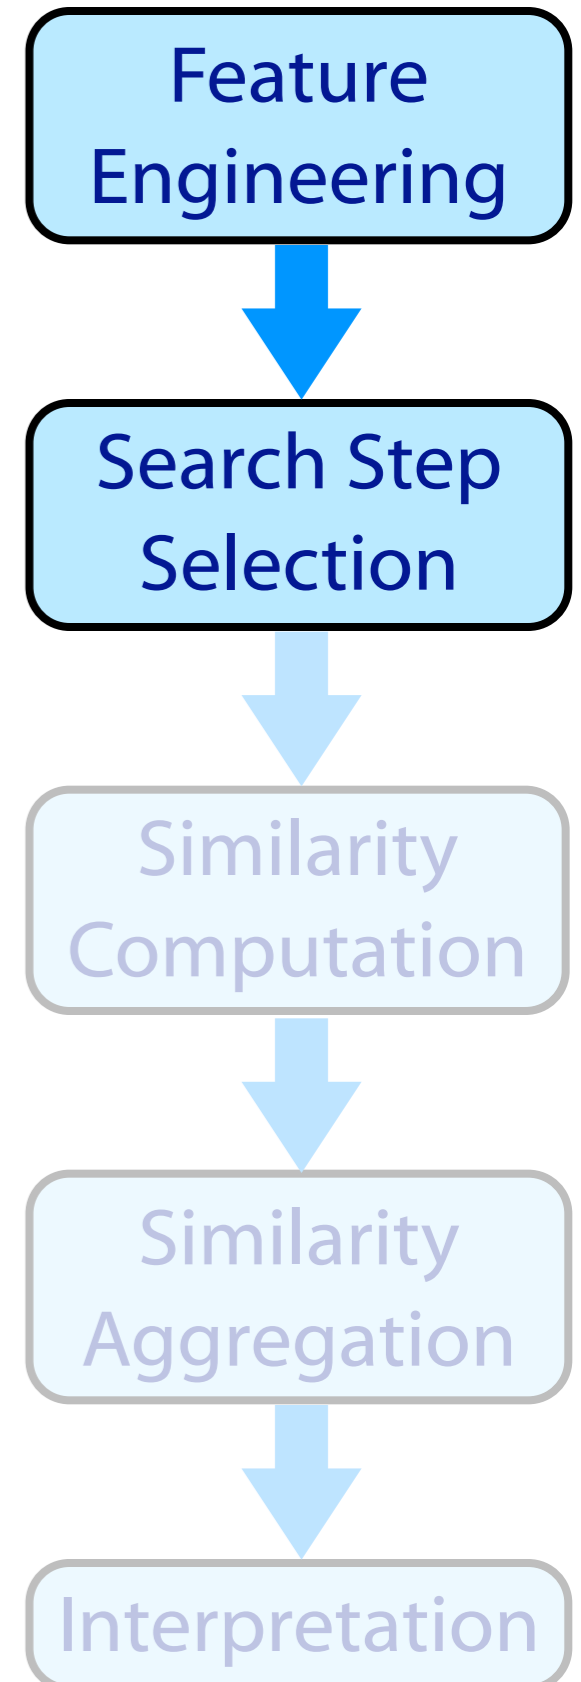 Feature
Engineering
Search Step
Selection
Similarity
Computation
Similarity
Aggregation
Interpretation